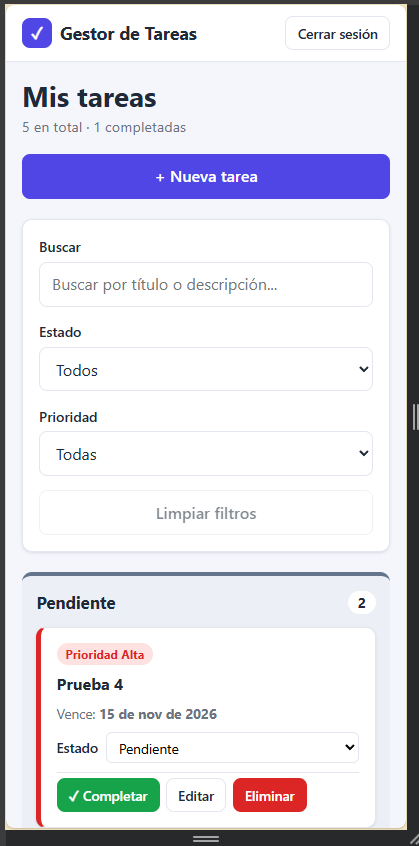 ✓ Gestor de Tareas Cerrar sesión
Mis tareas
5 en total · 1 completadas
+ Nueva tarea
Buscar
Buscar por título o descripción...
Estado
Todos
Prioridad
Todas
Limpiar filtros
Pendiente 2
Prioridad Alta
Prueba 4
Vence: 15 de nov de 2026
Estado Pendiente
✓ Completar Editar Eliminar